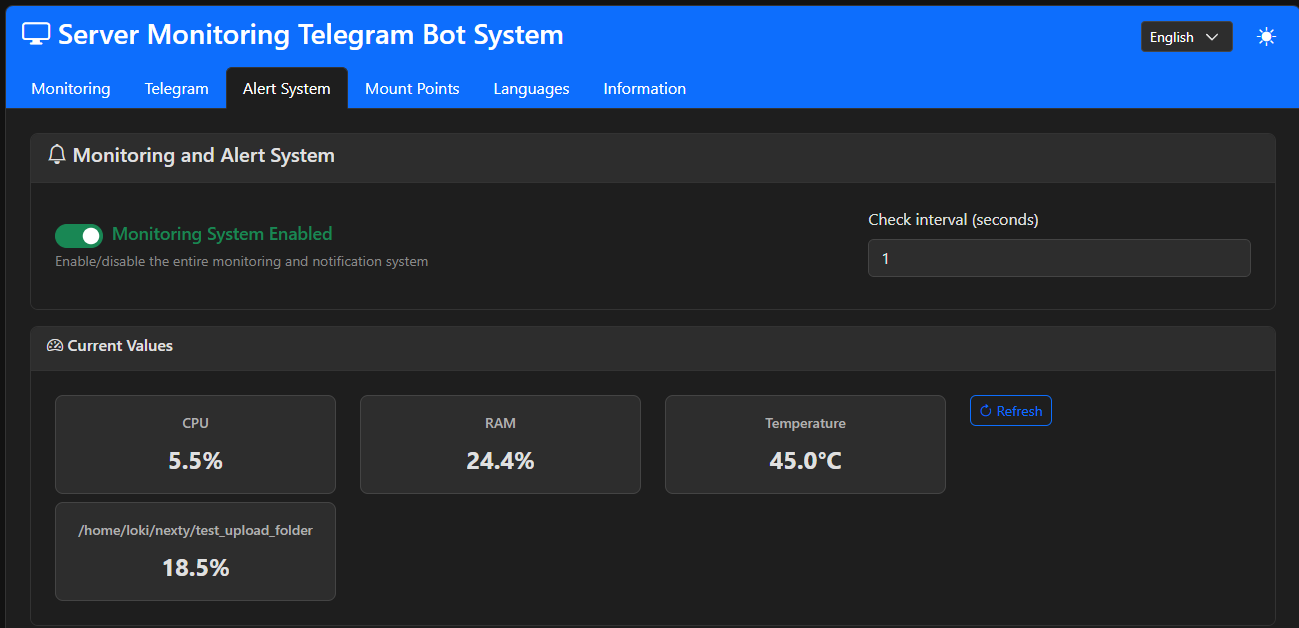 Server Monitoring Telegram Bot System
English
Monitoring
Telegram
Alert System
Mount Points
Languages
Information
Monitoring and Alert System
Monitoring System Enabled
Enable/disable the entire monitoring and notification system
Check interval (seconds)
1
Current Values
CPU
5.5%
RAM
24.4%
Temperature
45.0°C
Refresh
/home/loki/nexty/test_upload_folder
18.5%